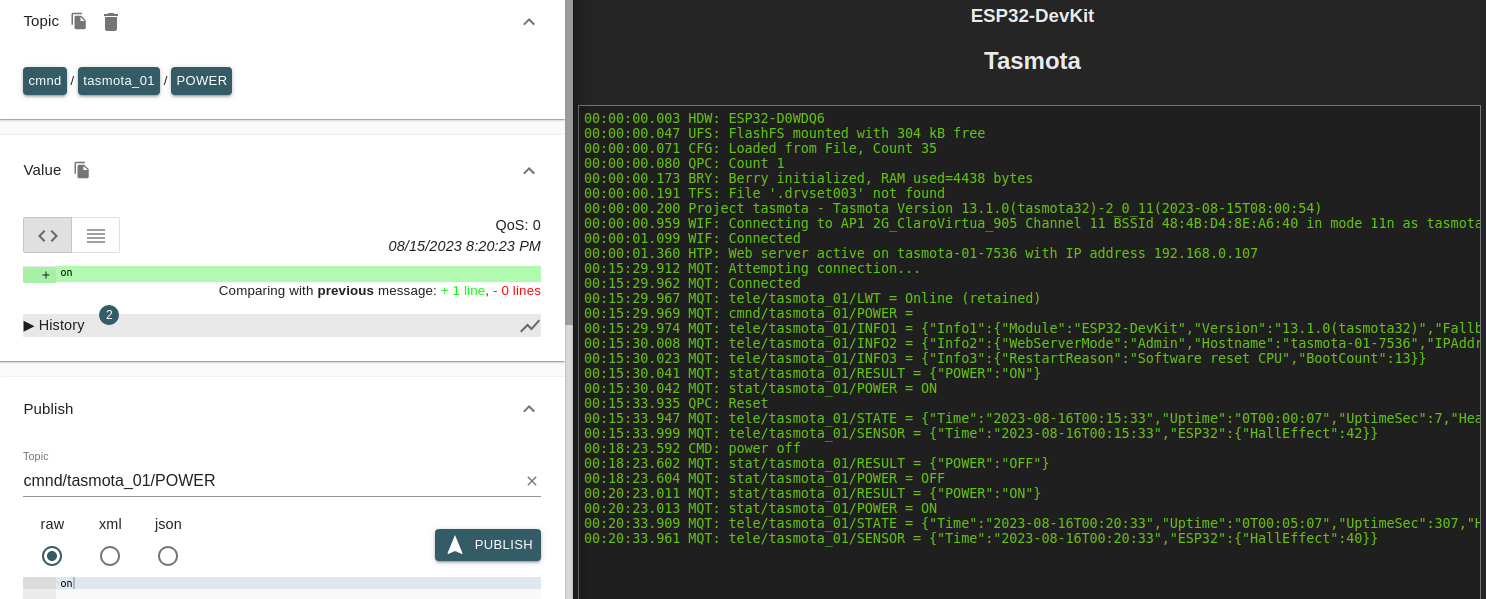 Topic
cmnd / tasmota_01 / POWER
Value
QoS: 0
08/15/2023 8:20:23 PM
+ on
Comparing with previous message: + 1 line, - 0 lines
▶ History 2
Publish
Topic
cmnd/tasmota_01/POWER
raw xml json
PUBLISH
on
ESP32-DevKit
Tasmota
00:00:00.003 HDW: ESP32-D0WDQ6
00:00:00.047 UFS: FlashFS mounted with 304 kB free
00:00:00.071 CFG: Loaded from File, Count 35
00:00:00.080 QPC: Count 1
00:00:00.173 BRY: Berry initialized, RAM used=4438 bytes
00:00:00.191 TFS: File '.drvset003' not found
00:00:00.200 Project tasmota - Tasmota Version 13.1.0(tasmota32)-2_0_11(2023-08-15T08:00:54)
00:00:00.959 WIF: Connecting to AP1 2G_ClaroVirtua_905 Channel 11 BSSId 48:4B:D4:8E:A6:40 in mode 11n as tasmota
00:00:01.099 WIF: Connected
00:00:01.360 HTP: Web server active on tasmota-01-7536 with IP address 192.168.0.107
00:15:29.912 MQT: Attempting connection...
00:15:29.962 MQT: Connected
00:15:29.967 MQT: tele/tasmota_01/LWT = Online (retained)
00:15:29.969 MQT: cmnd/tasmota_01/POWER =
00:15:29.974 MQT: tele/tasmota_01/INFO1 = {"Info1":{"Module":"ESP32-DevKit","Version":"13.1.0(tasmota32)","Fallb
00:15:30.008 MQT: tele/tasmota_01/INFO2 = {"Info2":{"WebServerMode":"Admin","Hostname":"tasmota-01-7536","IPAddr
00:15:30.023 MQT: tele/tasmota_01/INFO3 = {"Info3":{"RestartReason":"Software reset CPU","BootCount":13}}
00:15:30.041 MQT: stat/tasmota_01/RESULT = {"POWER":"ON"}
00:15:30.042 MQT: stat/tasmota_01/POWER = ON
00:15:33.935 QPC: Reset
00:15:33.947 MQT: tele/tasmota_01/STATE = {"Time":"2023-08-16T00:15:33","Uptime":"0T00:00:07","UptimeSec":7,"Hea
00:15:33.999 MQT: tele/tasmota_01/SENSOR = {"Time":"2023-08-16T00:15:33","ESP32":{"HallEffect":42}}
00:18:23.592 CMD: power off
00:18:23.602 MQT: stat/tasmota_01/RESULT = {"POWER":"OFF"}
00:18:23.604 MQT: stat/tasmota_01/POWER = OFF
00:20:23.011 MQT: stat/tasmota_01/RESULT = {"POWER":"ON"}
00:20:23.013 MQT: stat/tasmota_01/POWER = ON
00:20:33.909 MQT: tele/tasmota_01/STATE = {"Time":"2023-08-16T00:20:33","Uptime":"0T00:05:07","UptimeSec":307,"H
00:20:33.961 MQT: tele/tasmota_01/SENSOR = {"Time":"2023-08-16T00:20:33","ESP32":{"HallEffect":40}}